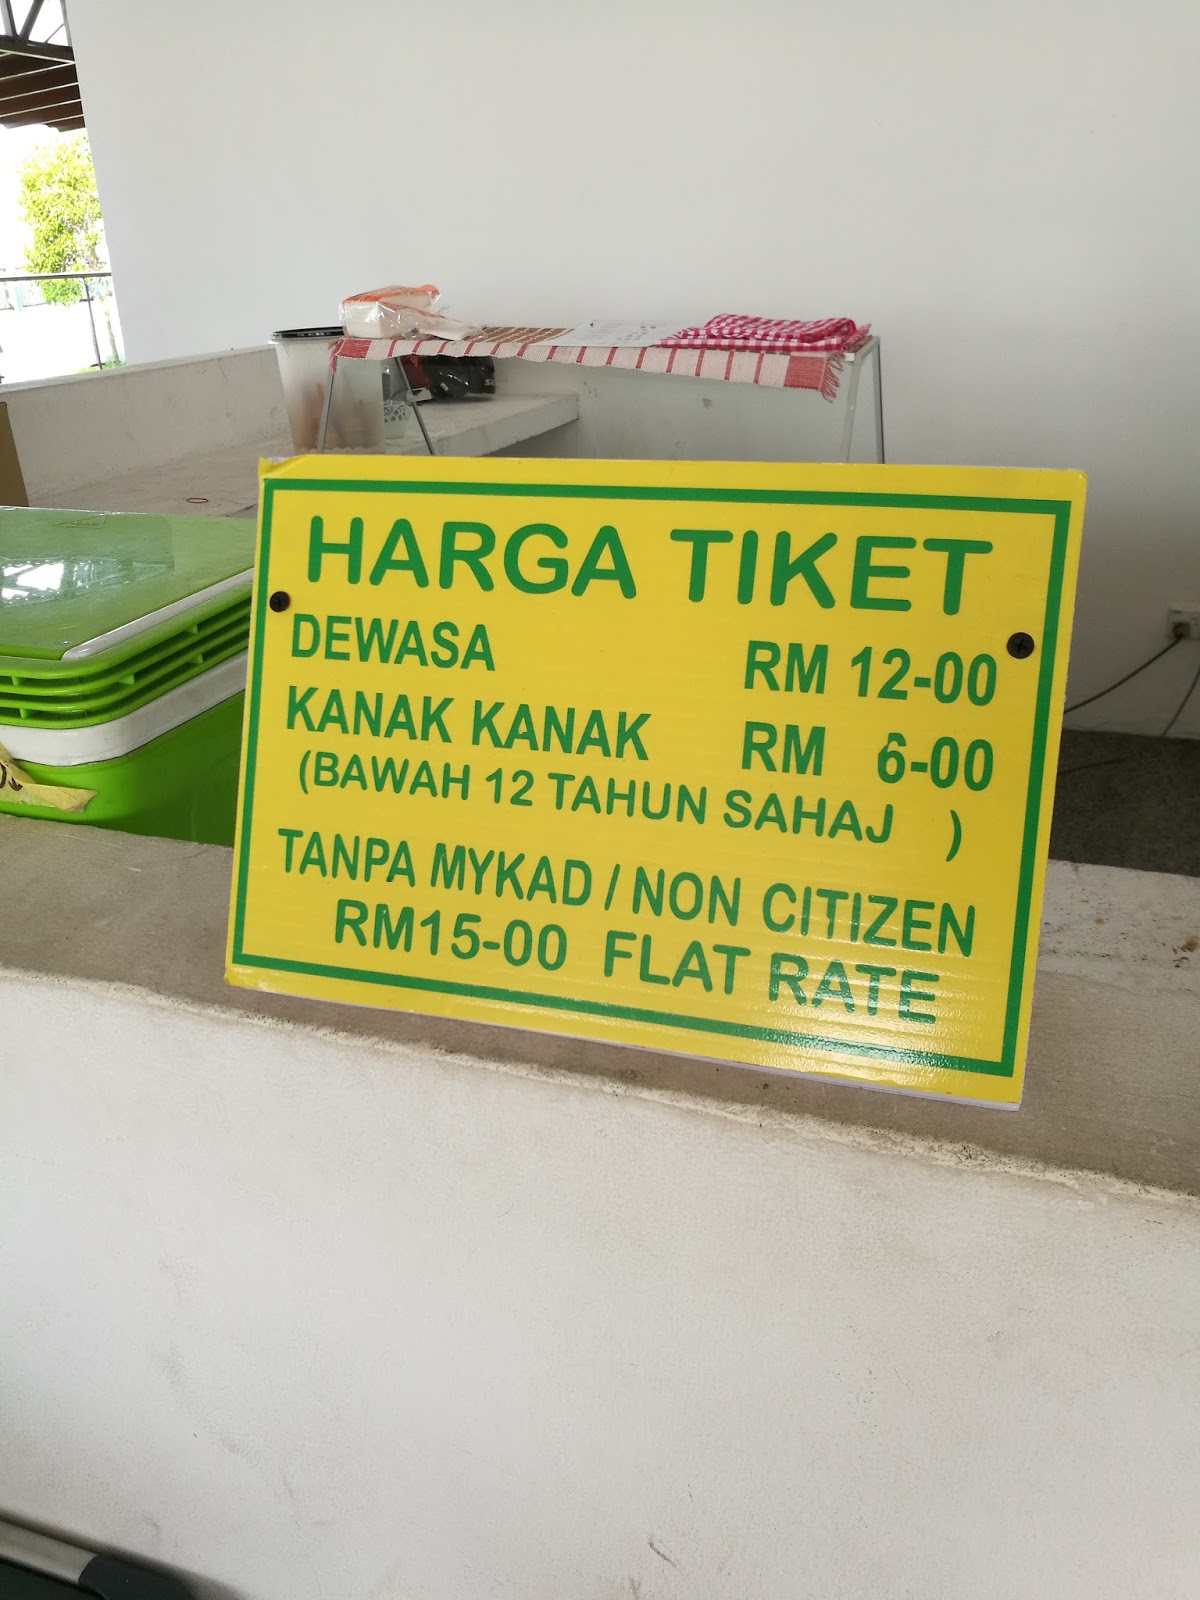 HARGA TIKET
DEWASA RM 12-00
KANAK KANAK RM 6-00
(BAWAH 12 TAHUN SAHAJ )
TANPA MYKAD / NON CITIZEN
RM15-00 FLAT RATE